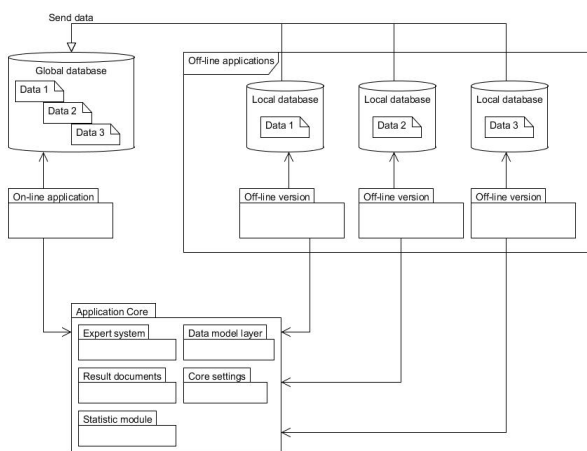 Send data
Global database
Data 1
Data 2
Data 3
Off-line applications
Local database
Data 1
Local database
Data 2
Local database
Data 3
On-line application
Off-line version
Off-line version
Off-line version
Application Core
Expert system
Data model layer
Result documents
Core settings
Statistic module